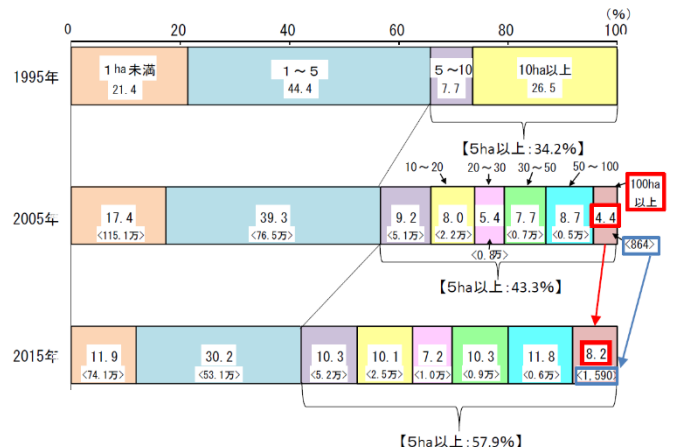 (%)
0 20 40 60 80 100
1995年
1ha未満 1～5 5～10 10ha以上
21.4 44.4 7.7 26.5
【5ha以上：34.2%】
10～20 20～30 30～50 50～100 100ha
以上
2005年
17.4 39.3 9.2 8.0 5.4 7.7 8.7 4.4
<115.1万> <76.5万> <5.1万> <2.2万> <0.7万> <0.5万> <864>
<0.8万>
【5ha以上：43.3%】
2015年
11.9 30.2 10.3 10.1 7.2 10.3 11.8 8.2
<74.1万> <53.1万> <5.2万> <2.5万> <1.0万> <0.9万> <0.6万> <1,590>
【5ha以上：57.9%】